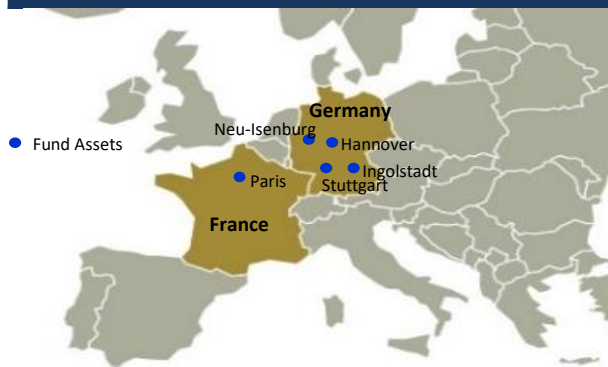 Germany
Neu-Isenburg
Hannover
Fund Assets
Ingolstadt
Paris
Stuttgart
France